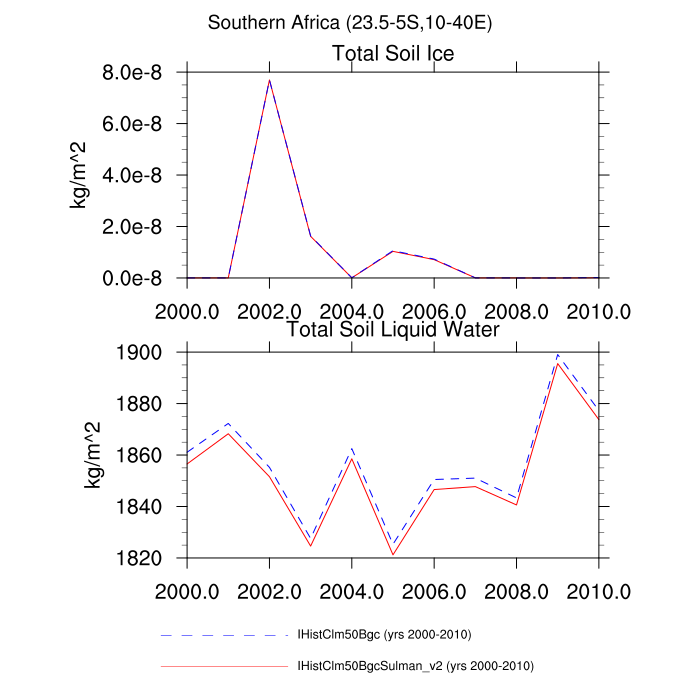 Southern Africa (23.5-5S,10-40E)
Total Soil Ice
8.0e-8
6.0e-8
4.0e-8
2.0e-8
0.0e-8
kg/m^2
2000.0 2002.0 2004.0 2006.0 2008.0 2010.0
Total Soil Liquid Water
1900
1880
1860
1840
1820
kg/m^2
2000.0 2002.0 2004.0 2006.0 2008.0 2010.0
IHistClm50Bgc (yrs 2000-2010)
IHistClm50BgcSulman_v2 (yrs 2000-2010)